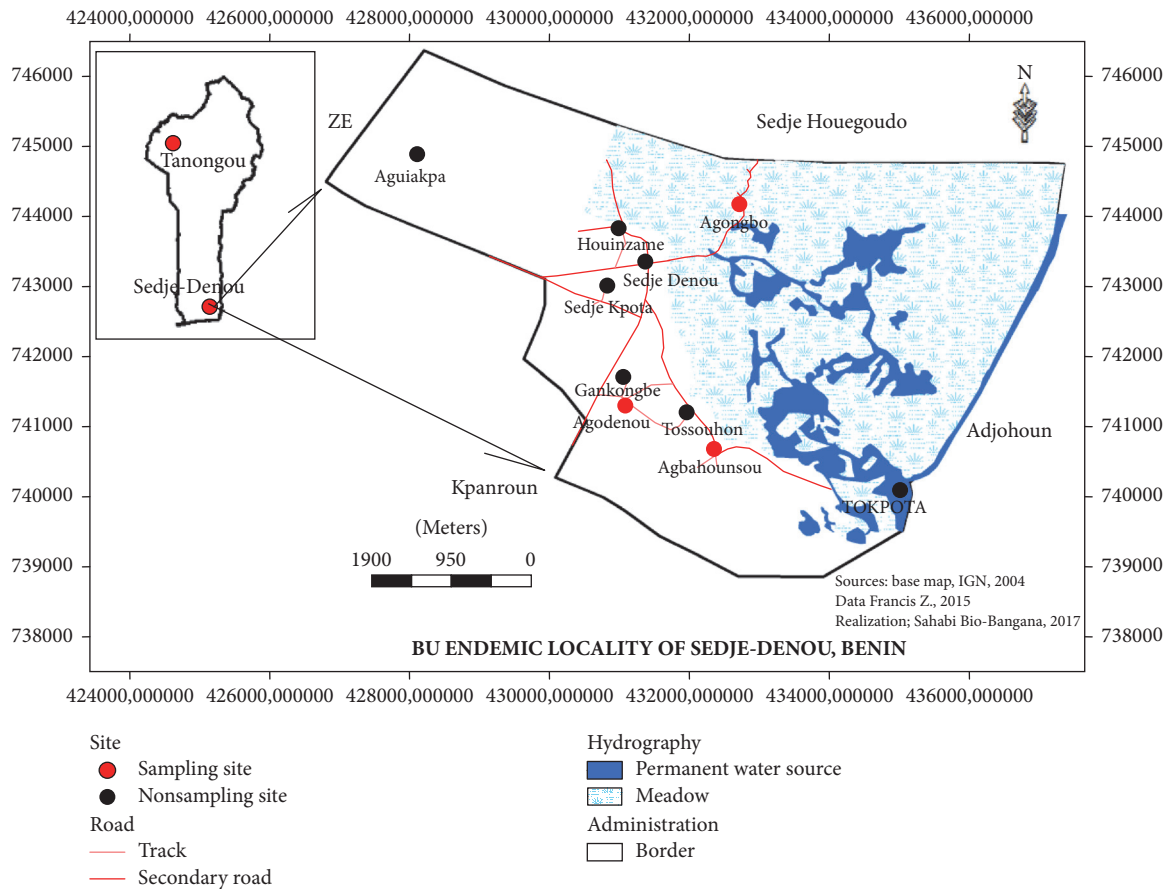 424000,000000 426000,000000 428000,000000 430000,000000 432000,000000 434000,000000 436000,000000
746000
745000
744000
743000
742000
741000
740000
739000
738000
746000
745000
744000
743000
742000
741000
740000
739000
738000
N
Tanongou
Sedje-Denou
ZE
Sedje Houegoudo
Aguiakpa
Agongbo
Houinzame
Sedje Denou
Sedje Kpota
Gankongbe
Agodenou
Tossouhon
Adjohoun
Agbahounsou
Kpanroun
TOKPOTA
(Meters)
1900 950 0
Sources: base map, IGN, 2004
Data Francis Z., 2015
Realization; Sahabi Bio-Bangana, 2017
BU ENDEMIC LOCALITY OF SEDJE-DENOU, BENIN
424000,000000 426000,000000 428000,000000 430000,000000 432000,000000 434000,000000 436000,000000
Site
Sampling site
Nonsampling site
Road
Track
Secondary road
Hydrography
Permanent water source
Meadow
Administration
Border